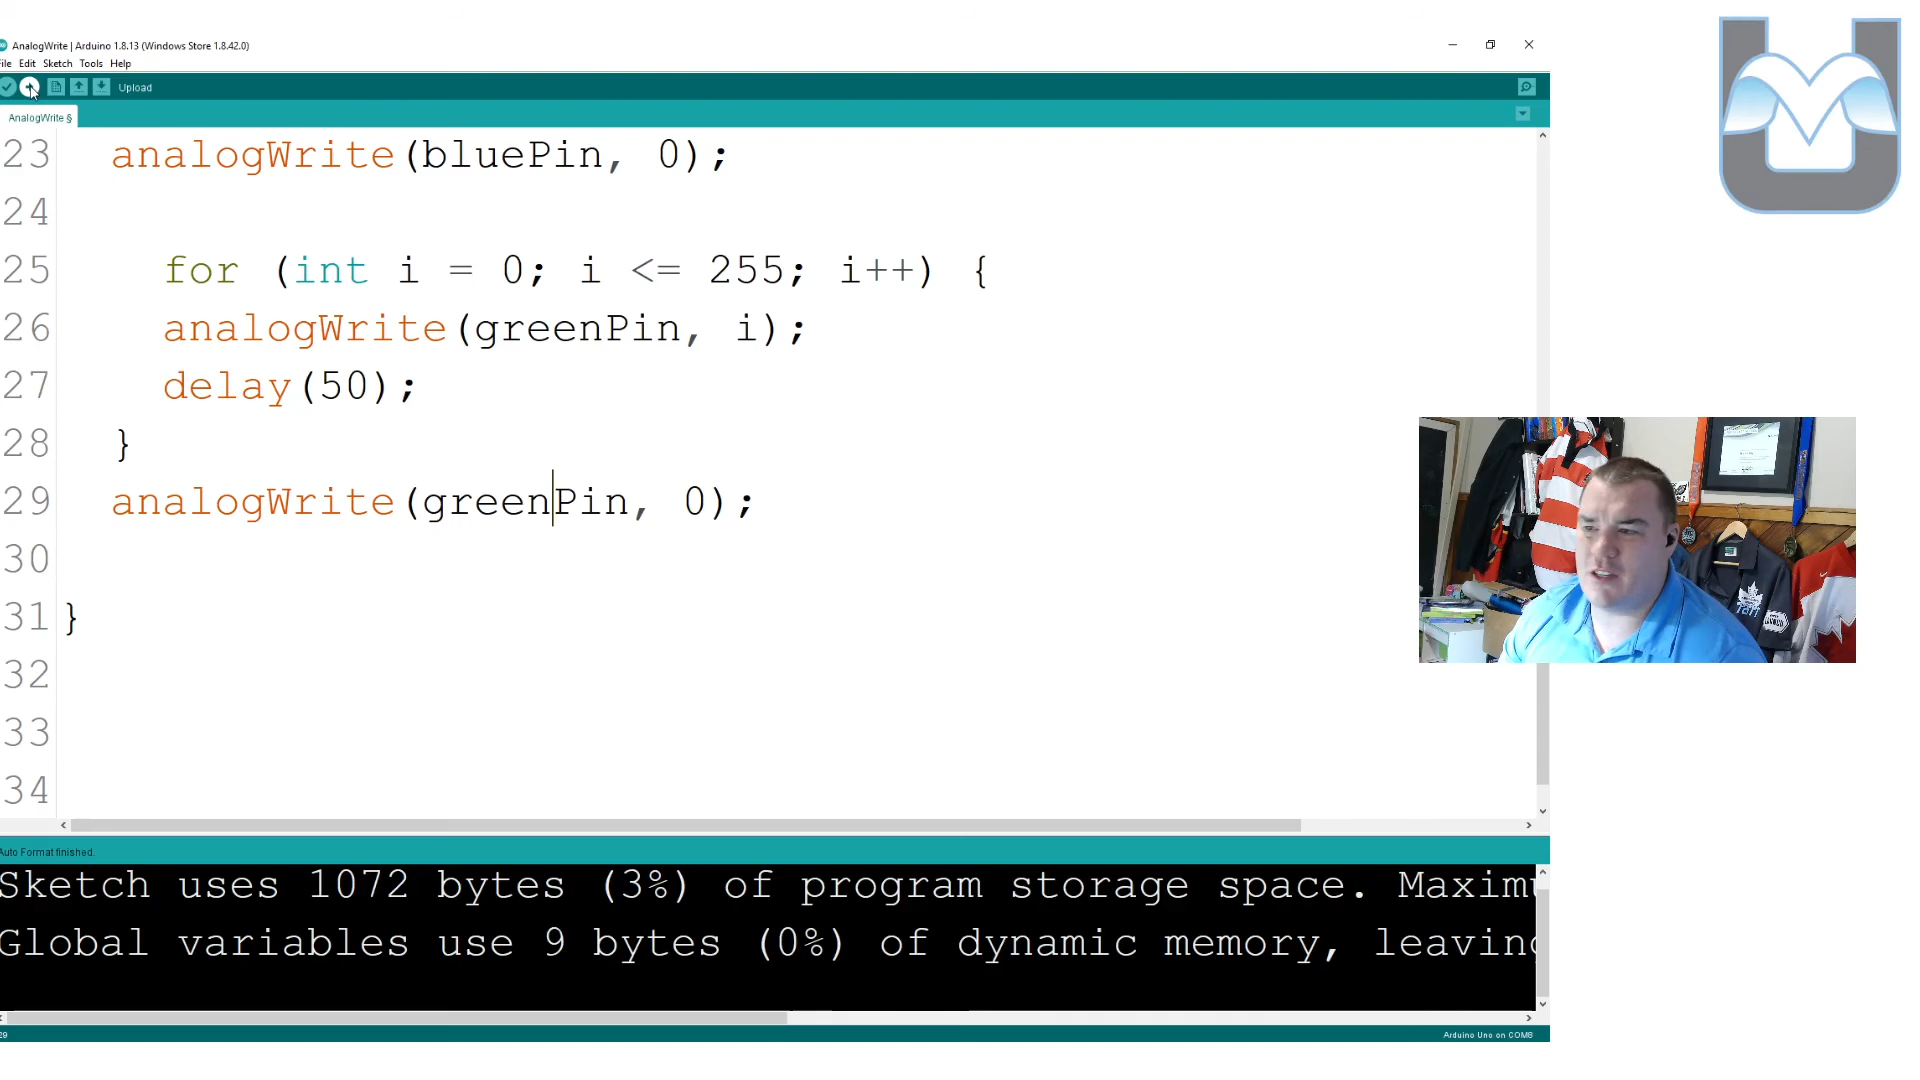 AnalogWrite | Arduino 1.8.13 (Windows Store 1.8.42.0)
File Edit Sketch Tools Help
Upload
AnalogWrite §
23 analogWrite(bluePin, 0);
24
25 for (int i = 0; i <= 255; i++) {
26 analogWrite(greenPin, i);
27 delay(50);
28 }
29 analogWrite(greenPin, 0);
30
31 }
32
33
34
Auto Format finished.
Sketch uses 1072 bytes (3%) of program storage space. Maximu
Global variables use 9 bytes (0%) of dynamic memory, leaving
29
Arduino Uno on COM8